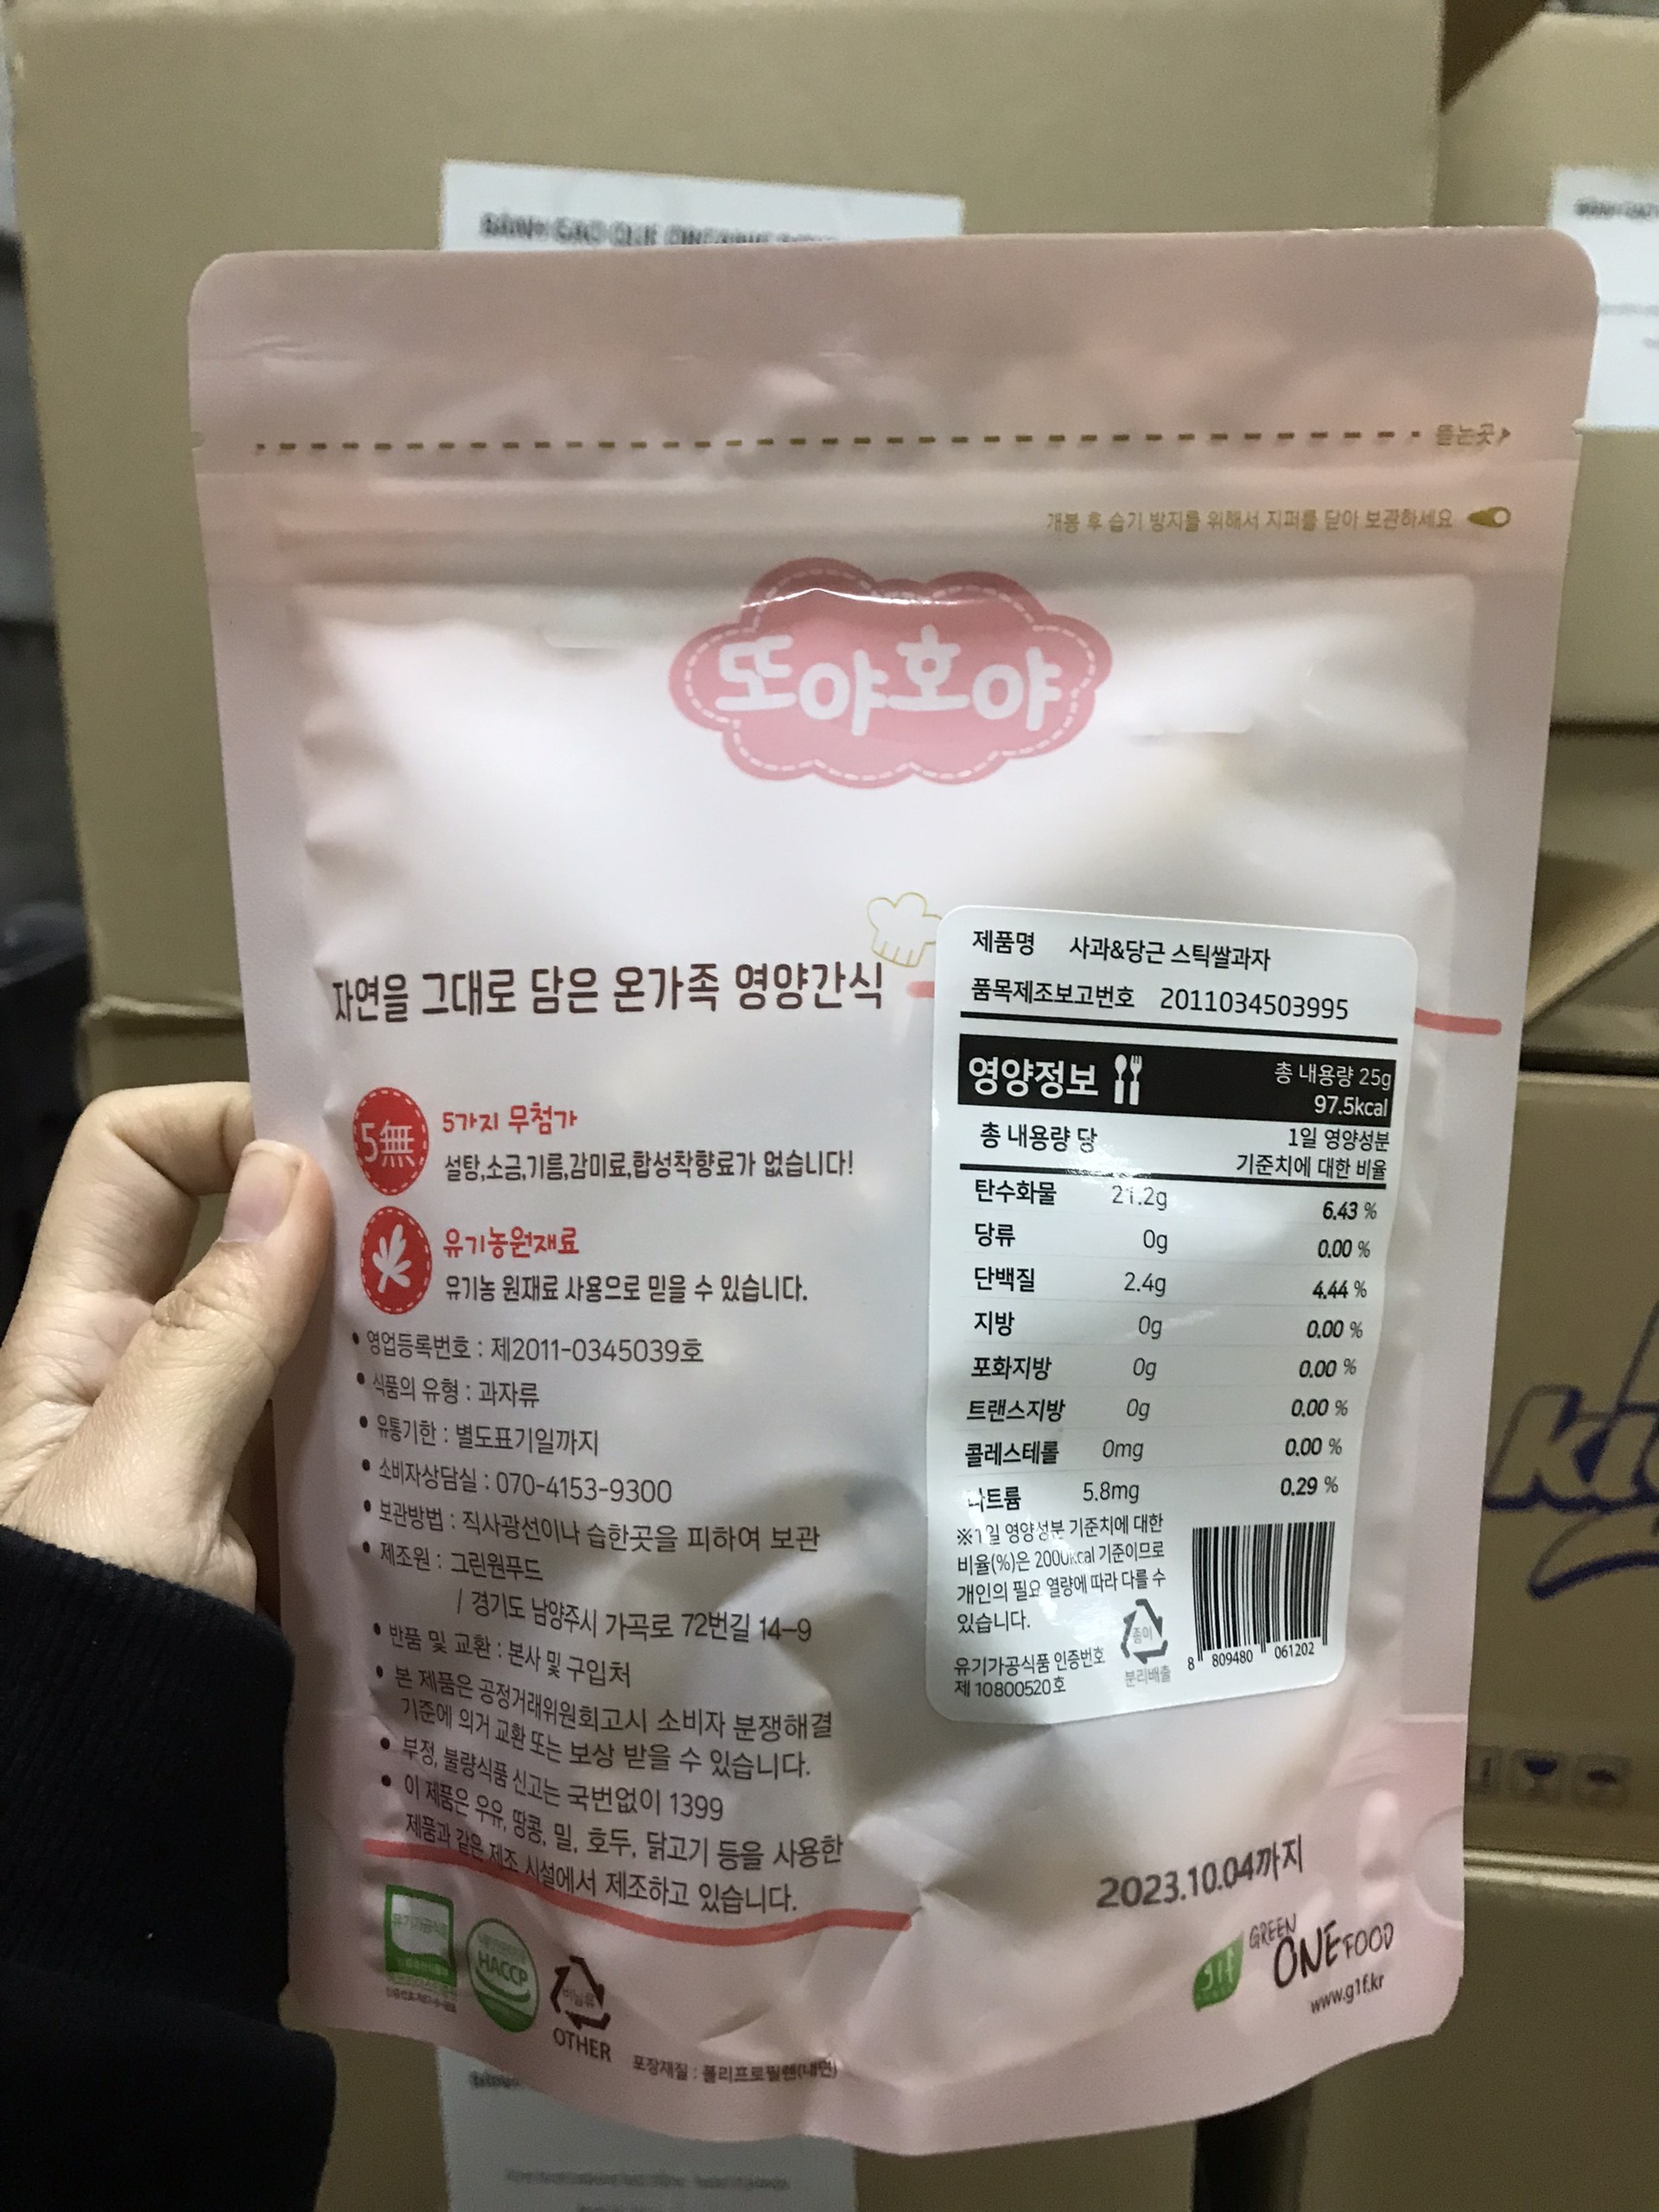 뜯는곳
개봉 후 습기 방지를 위해서 지퍼를 닫아 보관하세요
또야호야
자연을 그대로 담은 온가족 영양간식
5無
5가지 무첨가
설탕,소금,기름,감미료,합성착향료가 없습니다!
유기농원재료
유기농 원재료 사용으로 믿을 수 있습니다.
• 영업등록번호 : 제2011-0345039호
• 식품의 유형 : 과자류
• 유통기한 : 별도표기일까지
• 소비자상담실 : 070-4153-9300
• 보관방법 : 직사광선이나 습한곳을 피하여 보관
• 제조원 : 그린원푸드
/ 경기도 남양주시 가곡로 72번길 14-9
• 반품 및 교환 : 본사 및 구입처
• 본 제품은 공정거래위원회고시 소비자 분쟁해결
기준에 의거 교환 또는 보상 받을 수 있습니다.
• 부정, 불량식품 신고는 국번없이 1399
• 이 제품은 우유, 땅콩, 밀, 호두, 닭고기 등을 사용한
제품과 같은 제조 시설에서 제조하고 있습니다.
유기가공식품
HACCP
비닐류
OTHER
포장재질 : 폴리프로필렌(내면)
제품명 사과&당근 스틱쌀과자
품목제조보고번호 2011034503995
영양정보 총 내용량 25g
97.5kcal
총 내용량 당 1일 영양성분
기준치에 대한 비율
탄수화물 21.2g 6.43 %
당류 0g 0.00 %
단백질 2.4g 4.44 %
지방 0g 0.00 %
포화지방 0g 0.00 %
트랜스지방 0g 0.00 %
콜레스테롤 0mg 0.00 %
나트륨 5.8mg 0.29 %
※1일 영양성분 기준치에 대한
비율(%)은 2000kcal 기준이므로
개인의 필요 열량에 따라 다를 수
있습니다.
유기가공식품 인증번호
제 10800520호
종이
분리배출
8 809480 061202
2023.10.04까지
g1f
GREEN
ONE FOOD
www.g1f.kr